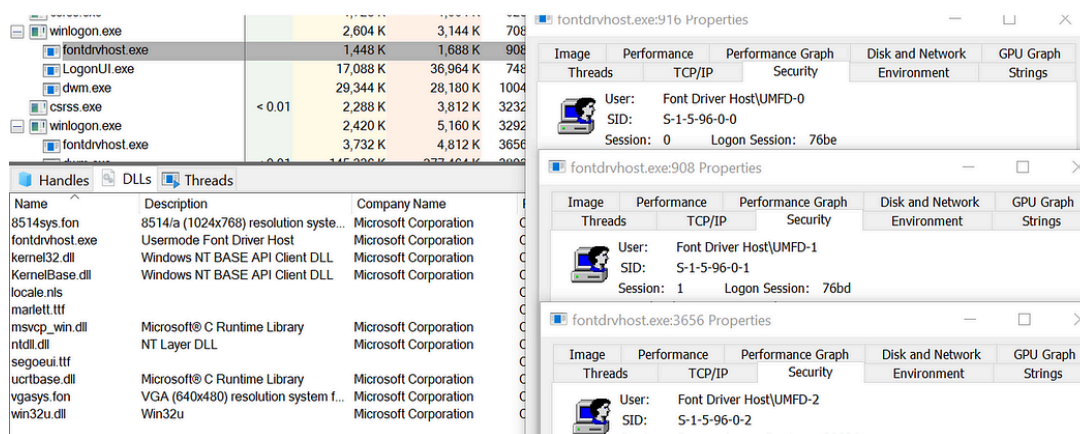 winlogon.exe 2,604 K 3,144 K 708
fontdrvhost.exe 1,448 K 1,688 K 908
LogonUI.exe 17,088 K 36,964 K 748
dwm.exe 29,344 K 28,180 K 1004
csrss.exe < 0.01 2,288 K 3,812 K 3232
winlogon.exe 2,420 K 5,160 K 3292
fontdrvhost.exe 3,732 K 4,812 K 3656
Handles DLLs Threads
Name Description Company Name
8514sys.fon 8514/a (1024x768) resolution syste... Microsoft Corporation
fontdrvhost.exe Usermode Font Driver Host Microsoft Corporation
kernel32.dll Windows NT BASE API Client DLL Microsoft Corporation
KernelBase.dll Windows NT BASE API Client DLL Microsoft Corporation
locale.nls
marlett.ttf
msvcp_win.dll Microsoft® C Runtime Library Microsoft Corporation
ntdll.dll NT Layer DLL Microsoft Corporation
segoeui.ttf
ucrtbase.dll Microsoft® C Runtime Library Microsoft Corporation
vgasys.fon VGA (640x480) resolution system f... Microsoft Corporation
win32u.dll Win32u Microsoft Corporation
fontdrvhost.exe:916 Properties
Image Performance Performance Graph Disk and Network GPU Graph
Threads TCP/IP Security Environment Strings
User: Font Driver Host\UMFD-0
SID: S-1-5-96-0-0
Session: 0 Logon Session: 76be
fontdrvhost.exe:908 Properties
Image Performance Performance Graph Disk and Network GPU Graph
Threads TCP/IP Security Environment Strings
User: Font Driver Host\UMFD-1
SID: S-1-5-96-0-1
Session: 1 Logon Session: 76bd
fontdrvhost.exe:3656 Properties
Image Performance Performance Graph Disk and Network GPU Graph
Threads TCP/IP Security Environment Strings
User: Font Driver Host\UMFD-2
SID: S-1-5-96-0-2